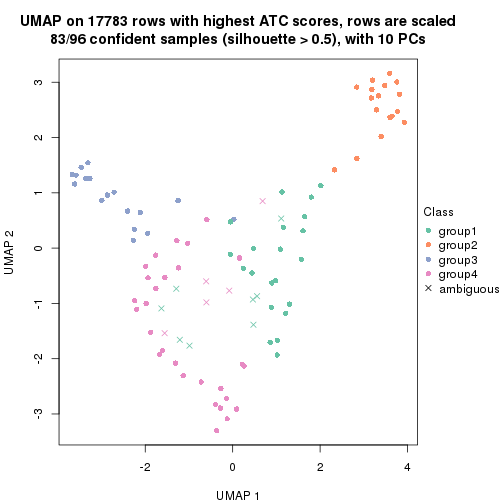 UMAP on 17783 rows with highest ATC scores, rows are scaled
83/96 confident samples (silhouette > 0.5), with 10 PCs
3
2
1
0
-1
-2
-3
UMAP 2
-2
0
2
4
UMAP 1
Class
group1
group2
group3
group4
ambiguous